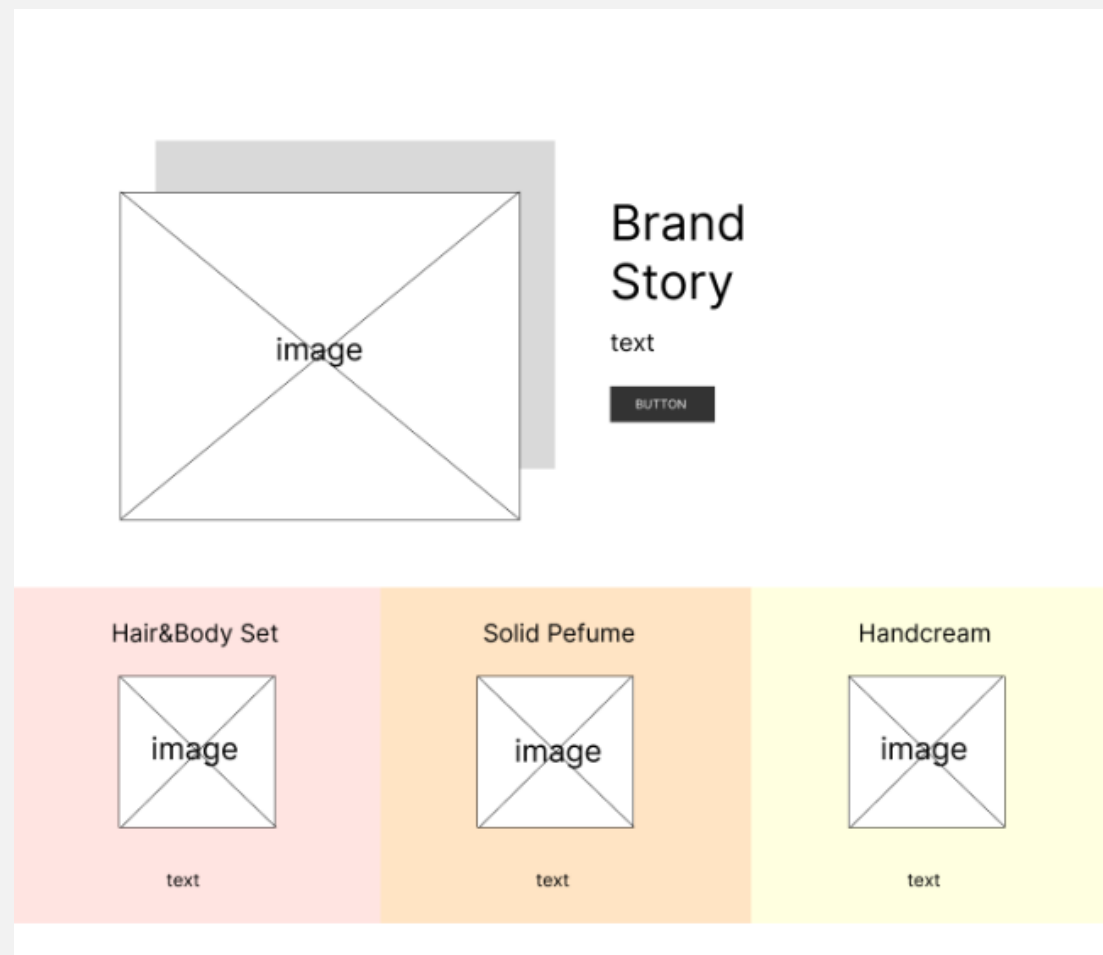 image
Brand
Story
text
BUTTON
Hair&Body Set
image
text
Solid Pefume
image
text
Handcream
image
text